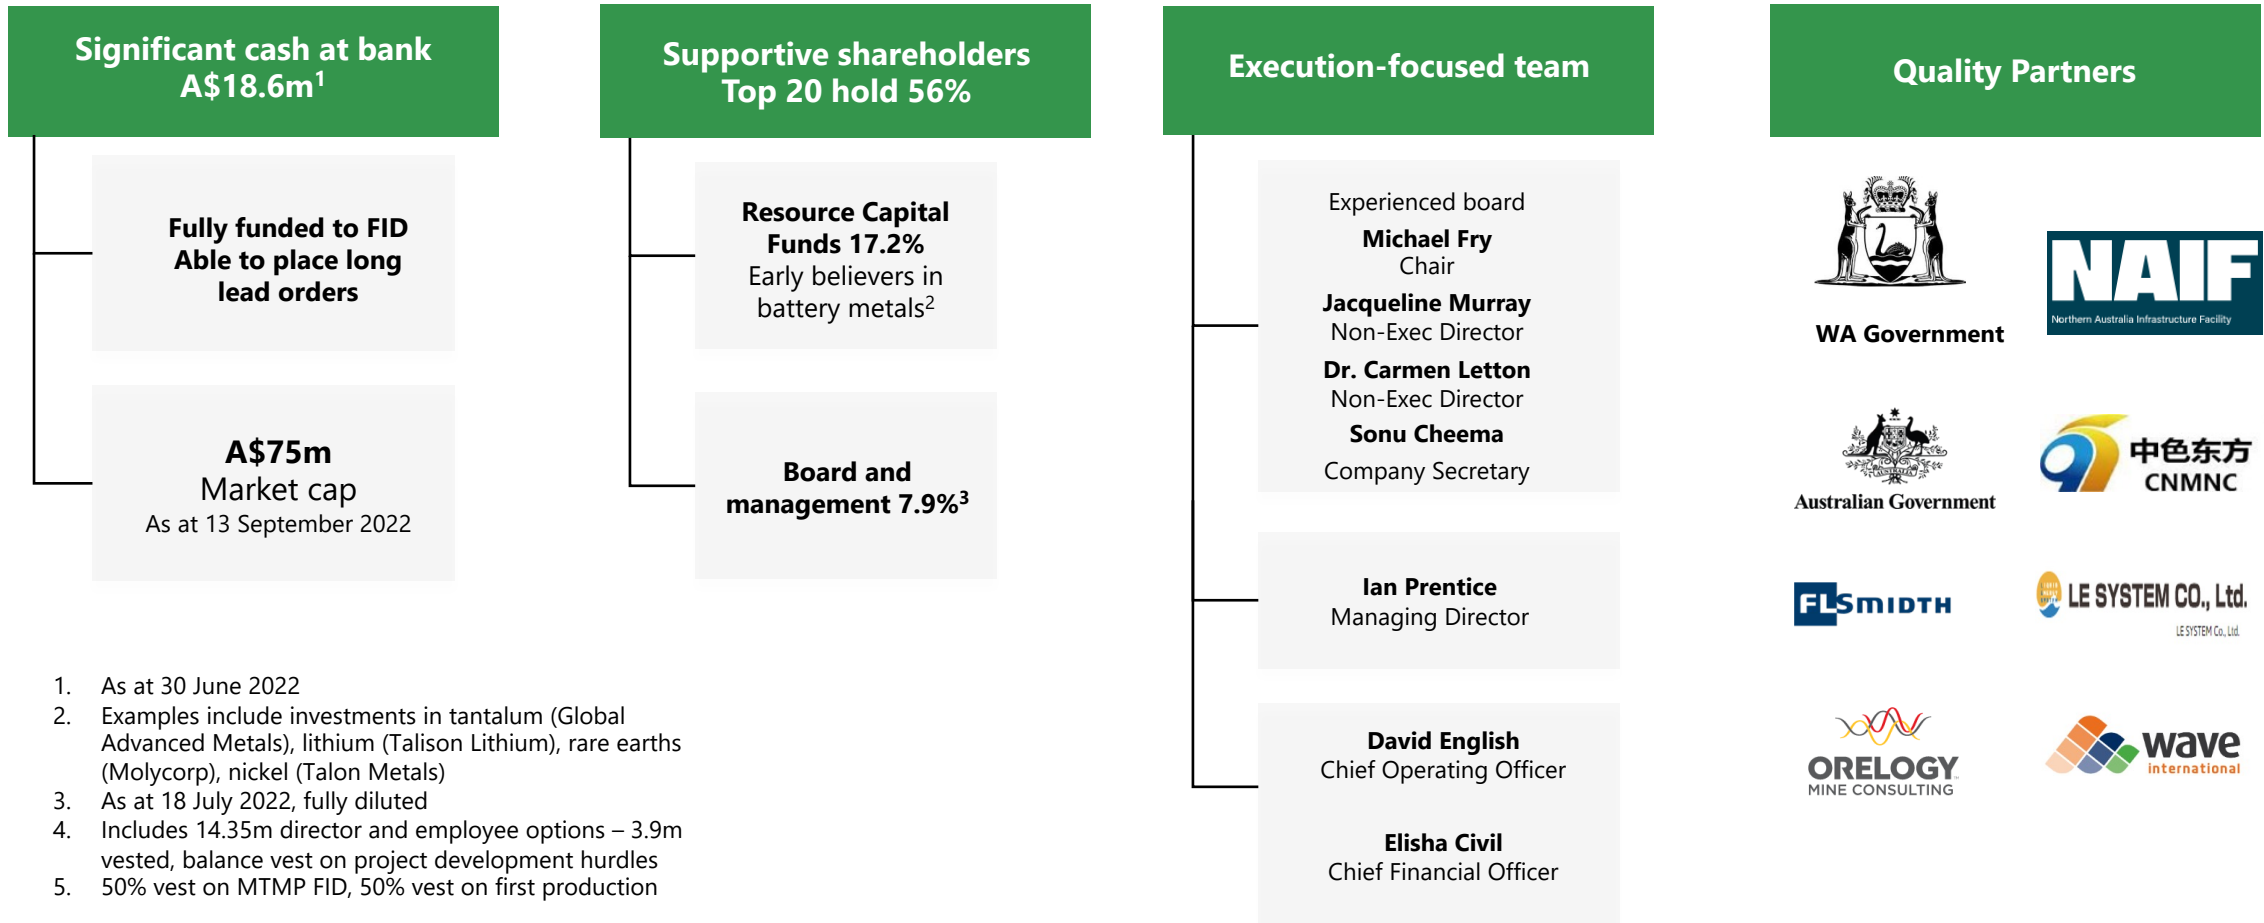 Significant cash at bank
A$18.6m1
Fully funded to FID
Able to place long
lead orders
A$75m
Market cap
As at 13 September 2022
Supportive shareholders
Top 20 hold 56%
Resource Capital
Funds 17.2%
Early believers in
battery metals2
Board and
management 7.9%3
Execution-focused team
Experienced board
Michael Fry
Chair
Jacqueline Murray
Non-Exec Director
Dr. Carmen Letton
Non-Exec Director
Sonu Cheema
Company Secretary
Ian Prentice
Managing Director
David English
Chief Operating Officer
Elisha Civil
Chief Financial Officer
Quality Partners
WA Government
NAIF
Northern Australia Infrastructure Facility
AUSTRALIA
Australian Government
中色东方
CNMNC
FLSMIDTH
LE SYSTEM CO., Ltd.
LE SYSTEM Co., Ltd.
ORELOGY
MINE CONSULTING
wave
international
1. As at 30 June 2022
2. Examples include investments in tantalum (Global
Advanced Metals), lithium (Talison Lithium), rare earths
(Molycorp), nickel (Talon Metals)
3. As at 18 July 2022, fully diluted
4. Includes 14.35m director and employee options – 3.9m
vested, balance vest on project development hurdles
5. 50% vest on MTMP FID, 50% vest on first production